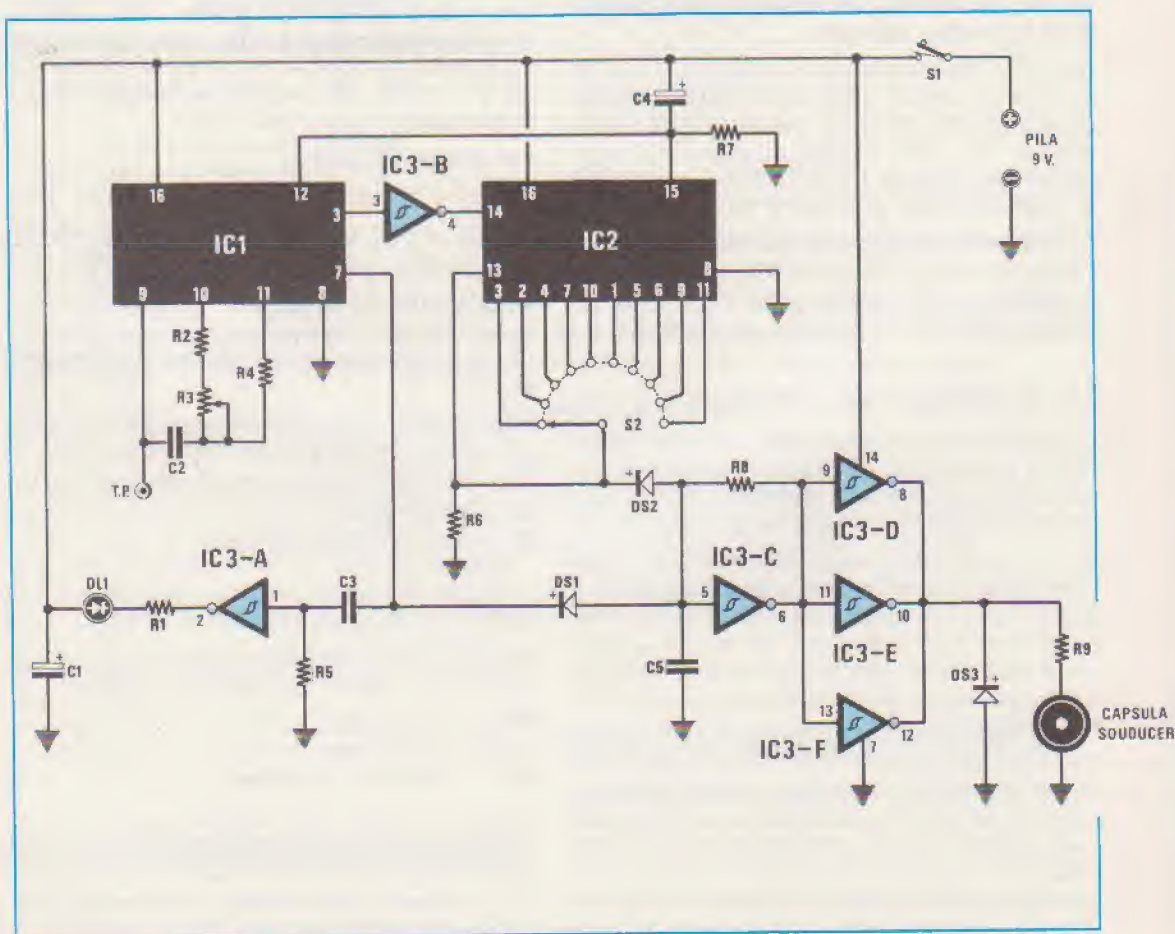 S1
C4
R7
PILA
9 V.
IC3-B
16
12
16
15
IC1
3
3
4
14
IC2
7
13
8
9
10
11
8
3
2
4
7
10
1
5
6
9
11
R2
R3
R4
C2
S2
T.P.
R6
DS2
R8
9
14
8
IC3-D
IC3-A
IC3-C
DL1
R1
2
1
C3
DS1
5
6
11
10
IC3-E
C1
R5
C5
DS3
R9
13
12
7
IC3-F
CAPSULA
SOUDUCER